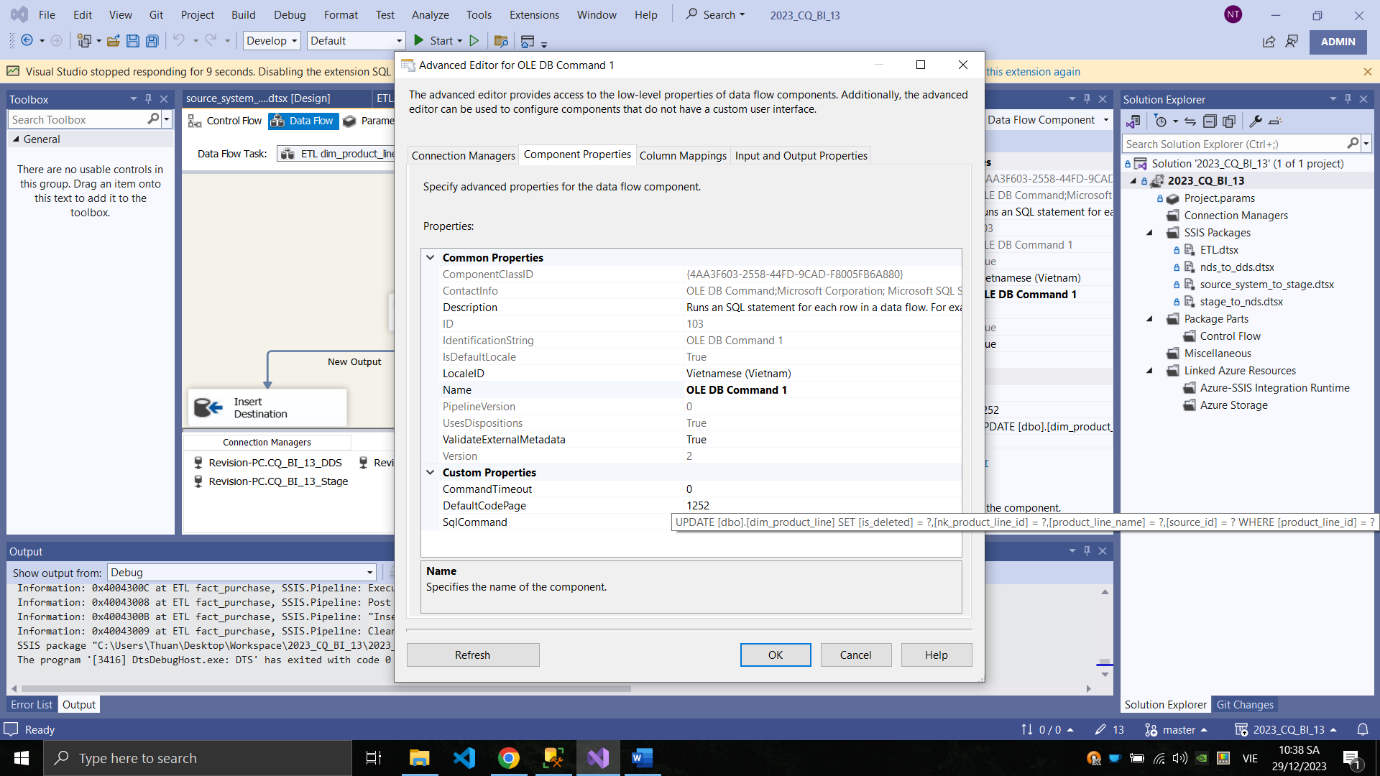 File Edit View Git Project Build Debug Format Test Analyze Tools Extensions Window Help Search 2023_CQ_BI_13 NT
Develop Default Start ADMIN
Visual Studio stopped responding for 9 seconds. Disabling the extension SQL this extension again
Toolbox
Search Toolbox
General
There are no usable controls in
this group. Drag an item onto
this text to add it to the
toolbox.
source_system_....dtsx [Design] ETL
Control Flow Data Flow Parame
Data Flow Task: ETL dim_product_line
New Output
Insert
Destination
Connection Managers
Revision-PC.CQ_BI_13_DDS Revi
Revision-PC.CQ_BI_13_Stage
Advanced Editor for OLE DB Command 1
The advanced editor provides access to the low-level properties of data flow components. Additionally, the advanced
editor can be used to configure components that do not have a custom user interface.
Connection Managers Component Properties Column Mappings Input and Output Properties
Specify advanced properties for the data flow component.
Properties:
Common Properties
ComponentClassID {4AA3F603-2558-44FD-9CAD-F8005FB6A880}
ContactInfo OLE DB Command;Microsoft Corporation; Microsoft SQL S
Description Runs an SQL statement for each row in a data flow. For exa
ID 103
IdentificationString OLE DB Command 1
IsDefaultLocale True
LocaleID Vietnamese (Vietnam)
Name OLE DB Command 1
PipelineVersion 0
UsesDispositions True
ValidateExternalMetadata True
Version 2
Custom Properties
CommandTimeout 0
DefaultCodePage 1252
SqlCommand UPDATE [dbo].[dim_product_line] SET [is_deleted] = ?,[nk_product_line_id] = ?,[product_line_name] = ?,[source_id] = ? WHERE [product_line_id] = ?
Name
Specifies the name of the component.
Refresh OK Cancel Help
Data Flow Component
es
4AA3F603-2558-44FD-9CAD
LE DB Command;Microsoft
uns an SQL statement for ea
03
LE DB Command 1
ue
ietnamese (Vietnam)
LE DB Command 1
ue
ue
252
PDATE [dbo].[dim_product_
the component.
Solution Explorer
Search Solution Explorer (Ctrl+;)
Solution '2023_CQ_BI_13' (1 of 1 project)
2023_CQ_BI_13
Project.params
Connection Managers
SSIS Packages
ETL.dtsx
nds_to_dds.dtsx
source_system_to_stage.dtsx
stage_to_nds.dtsx
Package Parts
Control Flow
Miscellaneous
Linked Azure Resources
Azure-SSIS Integration Runtime
Azure Storage
Solution Explorer Git Changes
Output
Show output from: Debug
Information: 0x4004300C at ETL fact_purchase, SSIS.Pipeline: Execu
Information: 0x40043008 at ETL fact_purchase, SSIS.Pipeline: Post
Information: 0x4004300B at ETL fact_purchase, SSIS.Pipeline: "Inse
Information: 0x40043009 at ETL fact_purchase, SSIS.Pipeline: Clean
SSIS package "C:\Users\Thuan\Desktop\Workspace\2023_CQ_BI_13\2023_
The program '[3416] DtsDebugHost.exe: DTS' has exited with code 0
Error List Output
Ready 0 / 0 13 master 2023_CQ_BI_13
Type here to search VIE 10:38 SA
29/12/2023 1